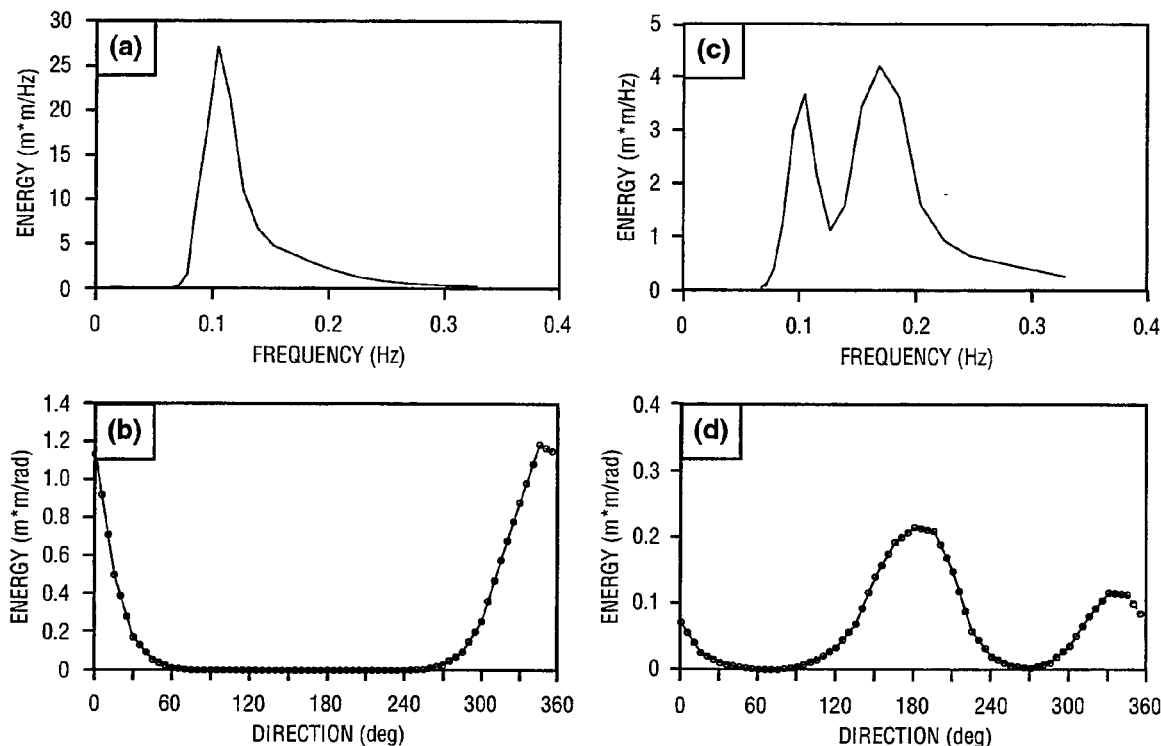 (a)
ENERGY (m*m/Hz)
30
25
20
15
10
5
0
0 0.1 0.2 0.3 0.4
FREQUENCY (Hz)
(c)
ENERGY (m*m/Hz)
5
4
3
2
1
0
0 0.1 0.2 0.3 0.4
FREQUENCY (Hz)
(b)
ENERGY (m*m/rad)
1.4
1.2
1.0
0.8
0.6
0.4
0.2
0
0 60 120 180 240 300 360
DIRECTION (deg)
(d)
ENERGY (m*m/rad)
0.4
0.3
0.2
0.1
0
0 60 120 180 240 300 360
DIRECTION (deg)